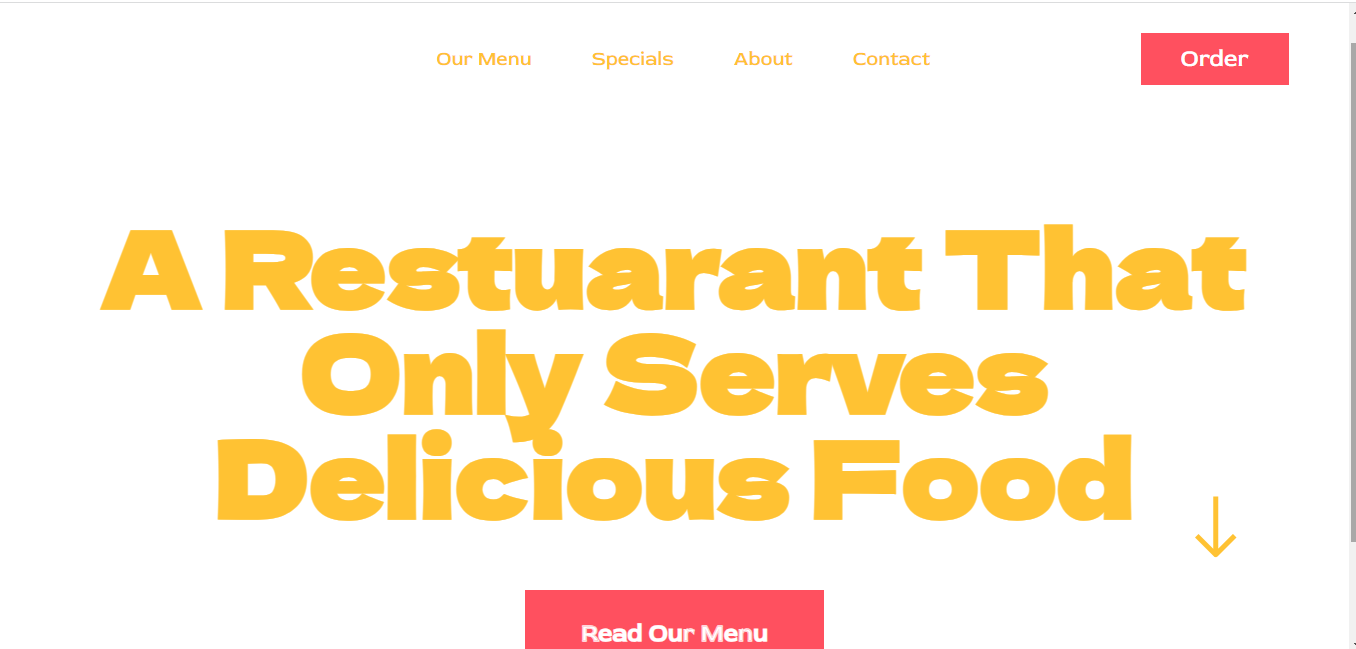 Our Menu Specials About Contact Order
A Restuarant That
Only Serves
Delicious Food
Read Our Menu